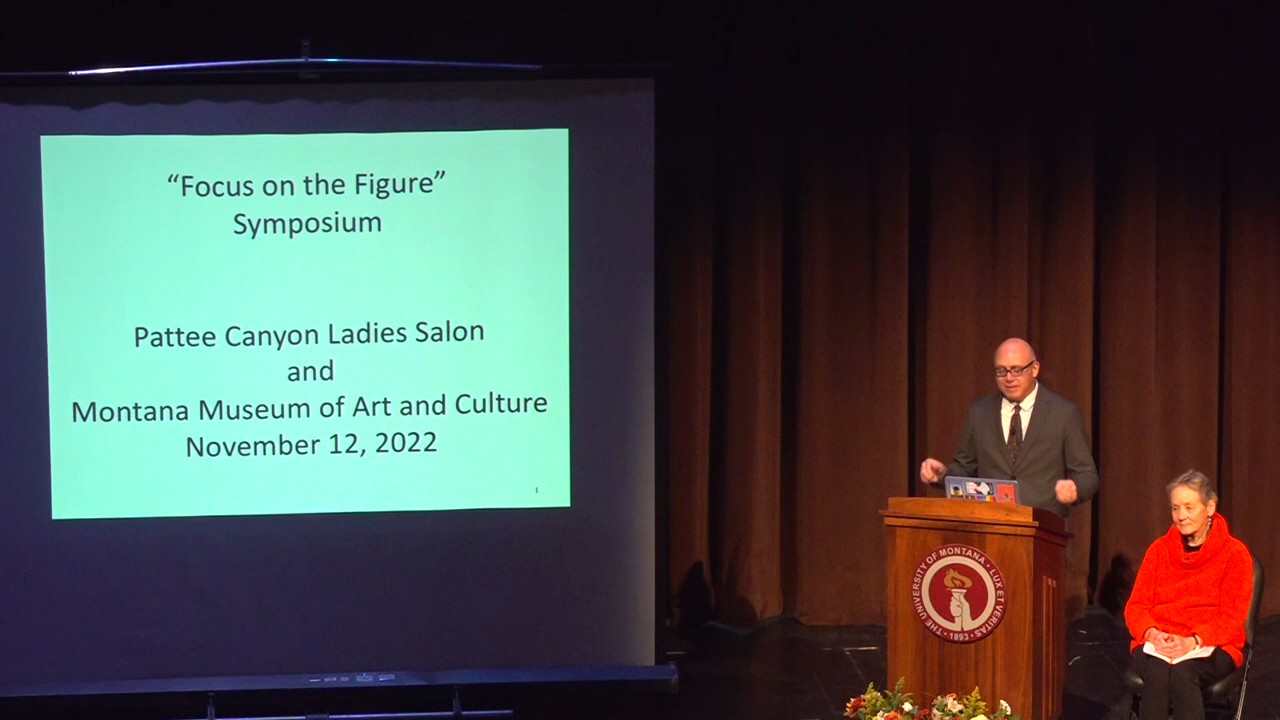 “Focus on the Figure”
Symposium
Pattee Canyon Ladies Salon
and
Montana Museum of Art and Culture
November 12, 2022
1
THE UNIVERSITY OF MONTANA • LUX ET VERITAS
• 1893 •